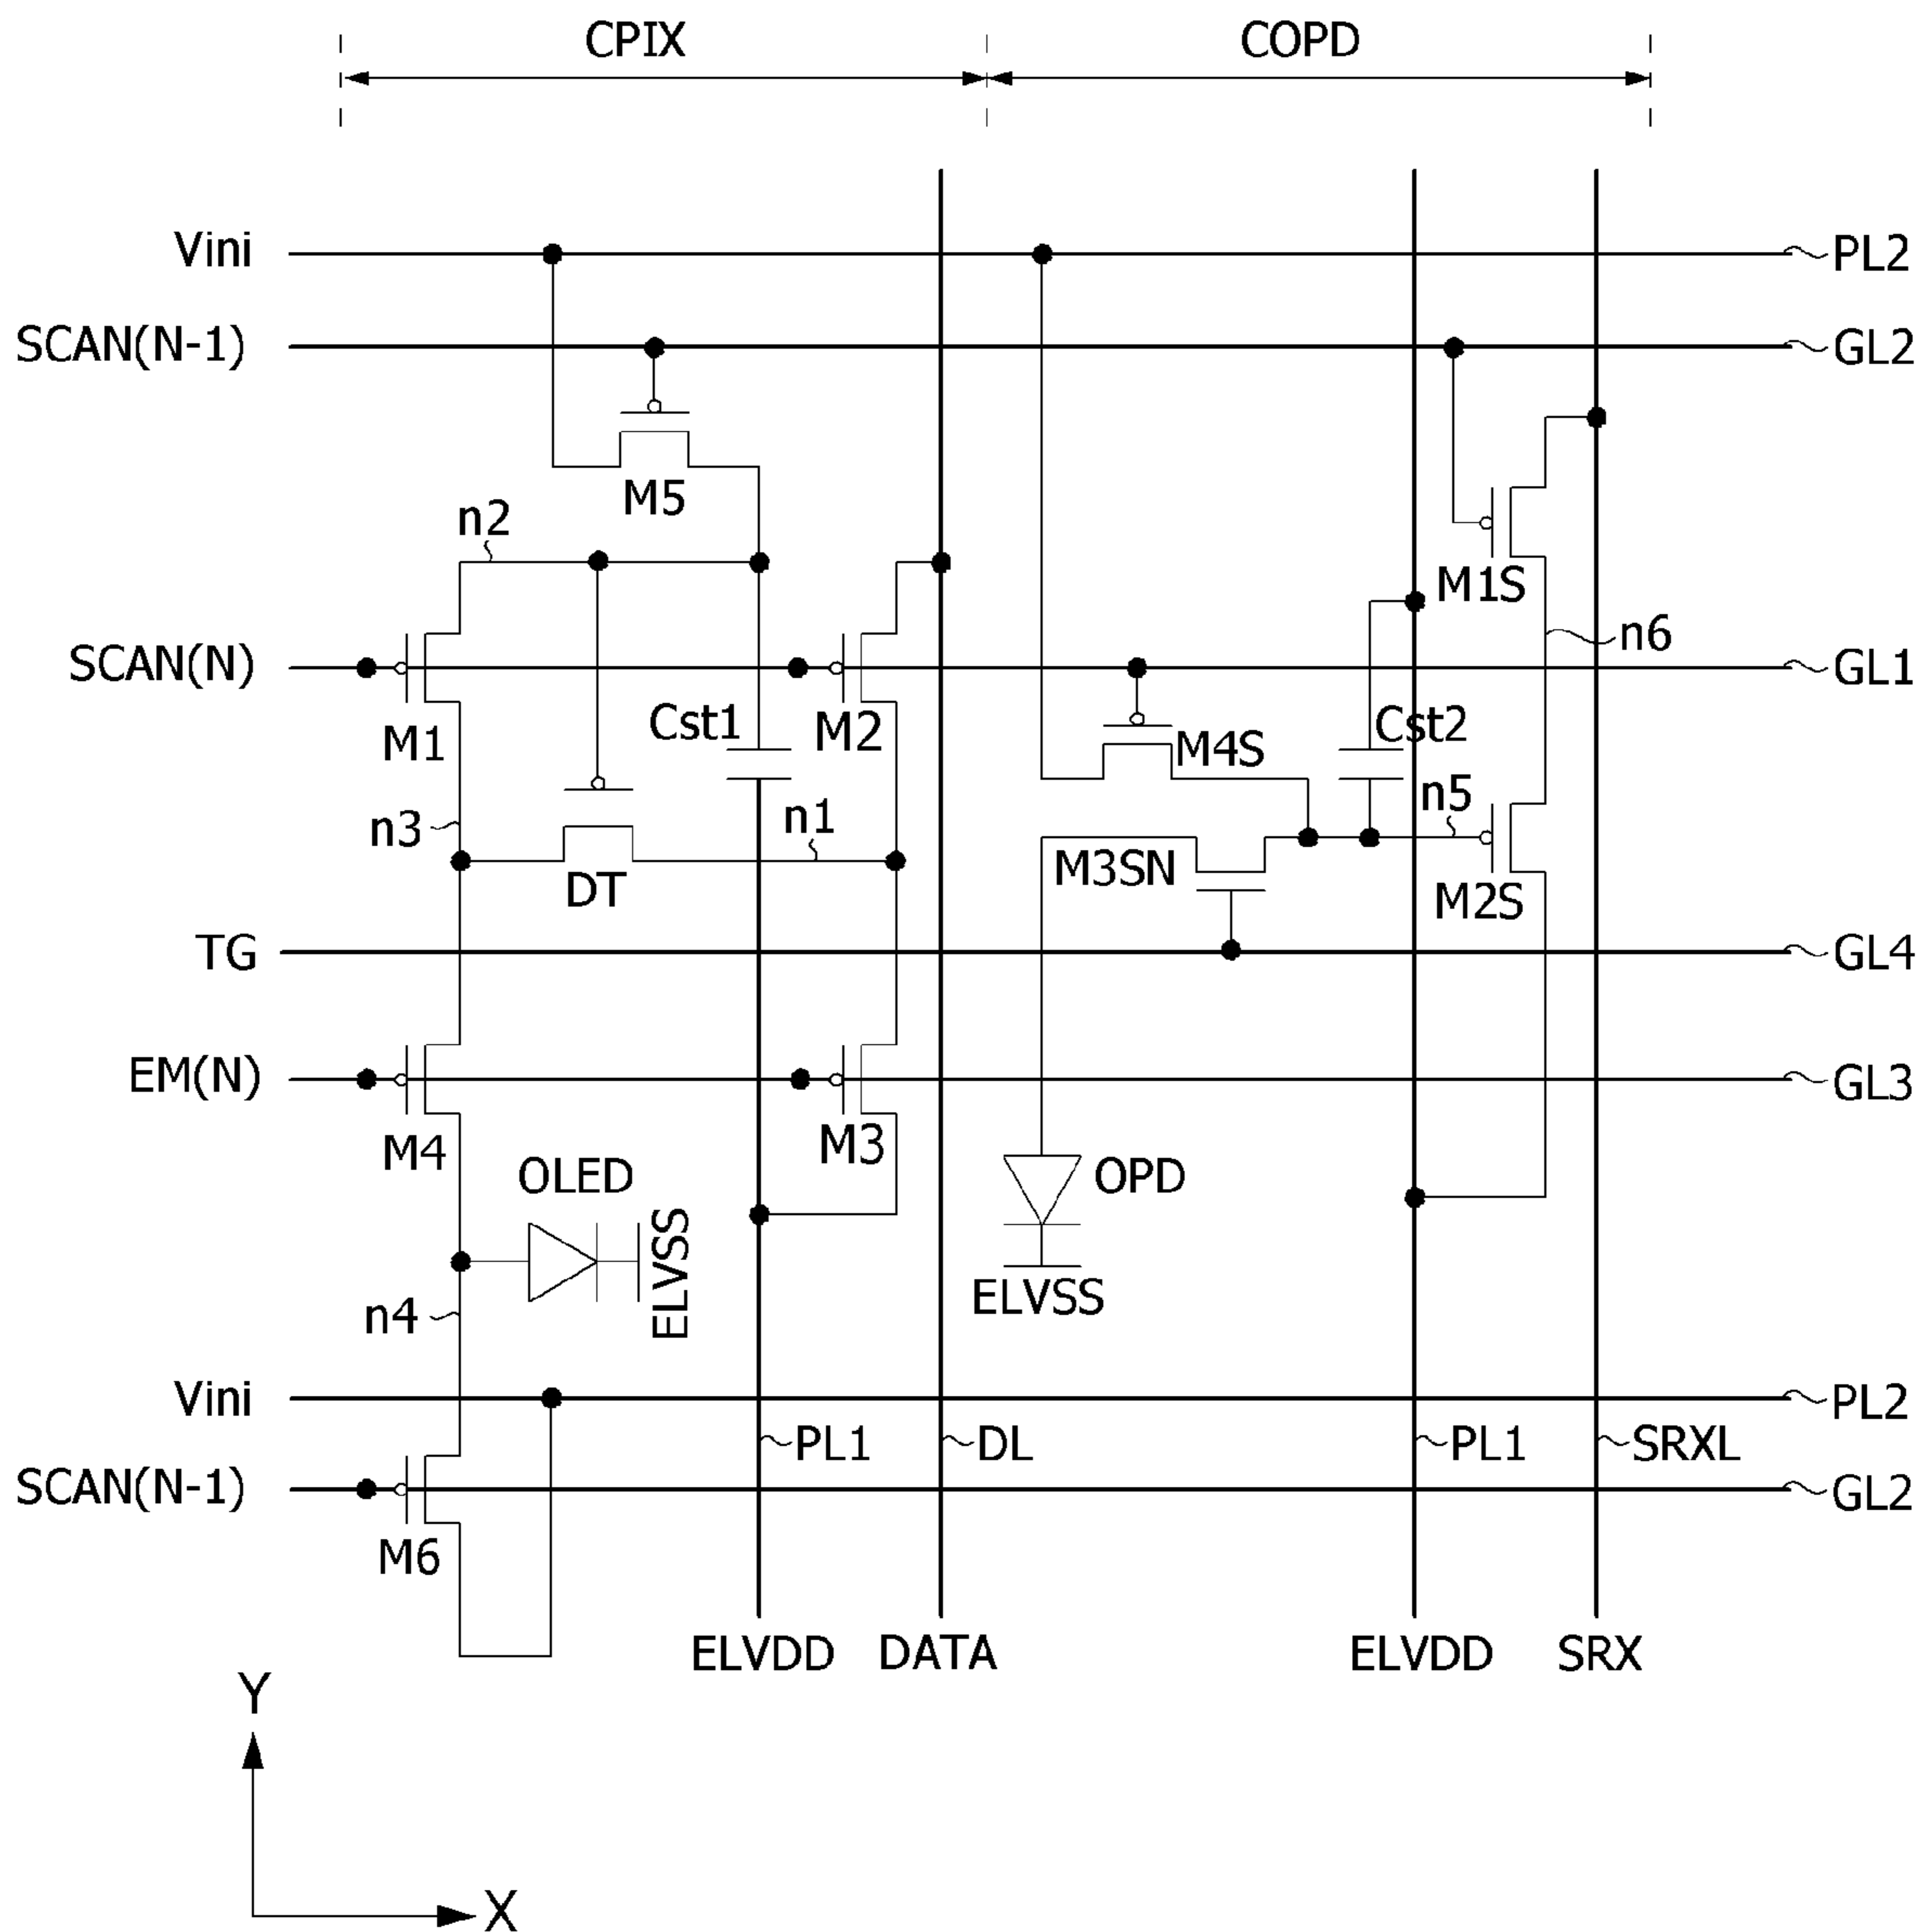 CPIX COPD
Vini PL2
SCAN(N-1) GL2
M5
n2
M1S
n6
SCAN(N) GL1
M1 Cst1 M2 M4S Cst2
n3 n1 n5
DT M3SN M2S
TG GL4
EM(N) GL3
M4 M3
OLED ELVSS OPD
n4 ELVSS
Vini PL2
PL1 DL PL1 SRXL
SCAN(N-1) GL2
M6
ELVDD DATA ELVDD SRX
Y
X